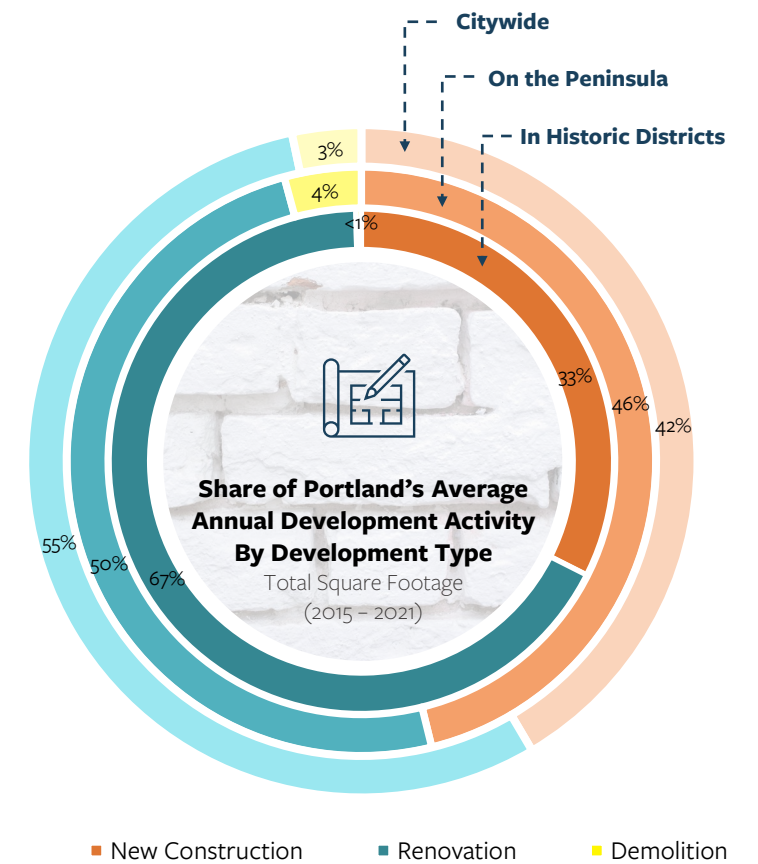 Citywide
On the Peninsula
In Historic Districts
3%
4%
<1%
33%
46%
42%
55%
50%
67%
Share of Portland’s Average
Annual Development Activity
By Development Type
Total Square Footage
(2015 – 2021)
New Construction
Renovation
Demolition